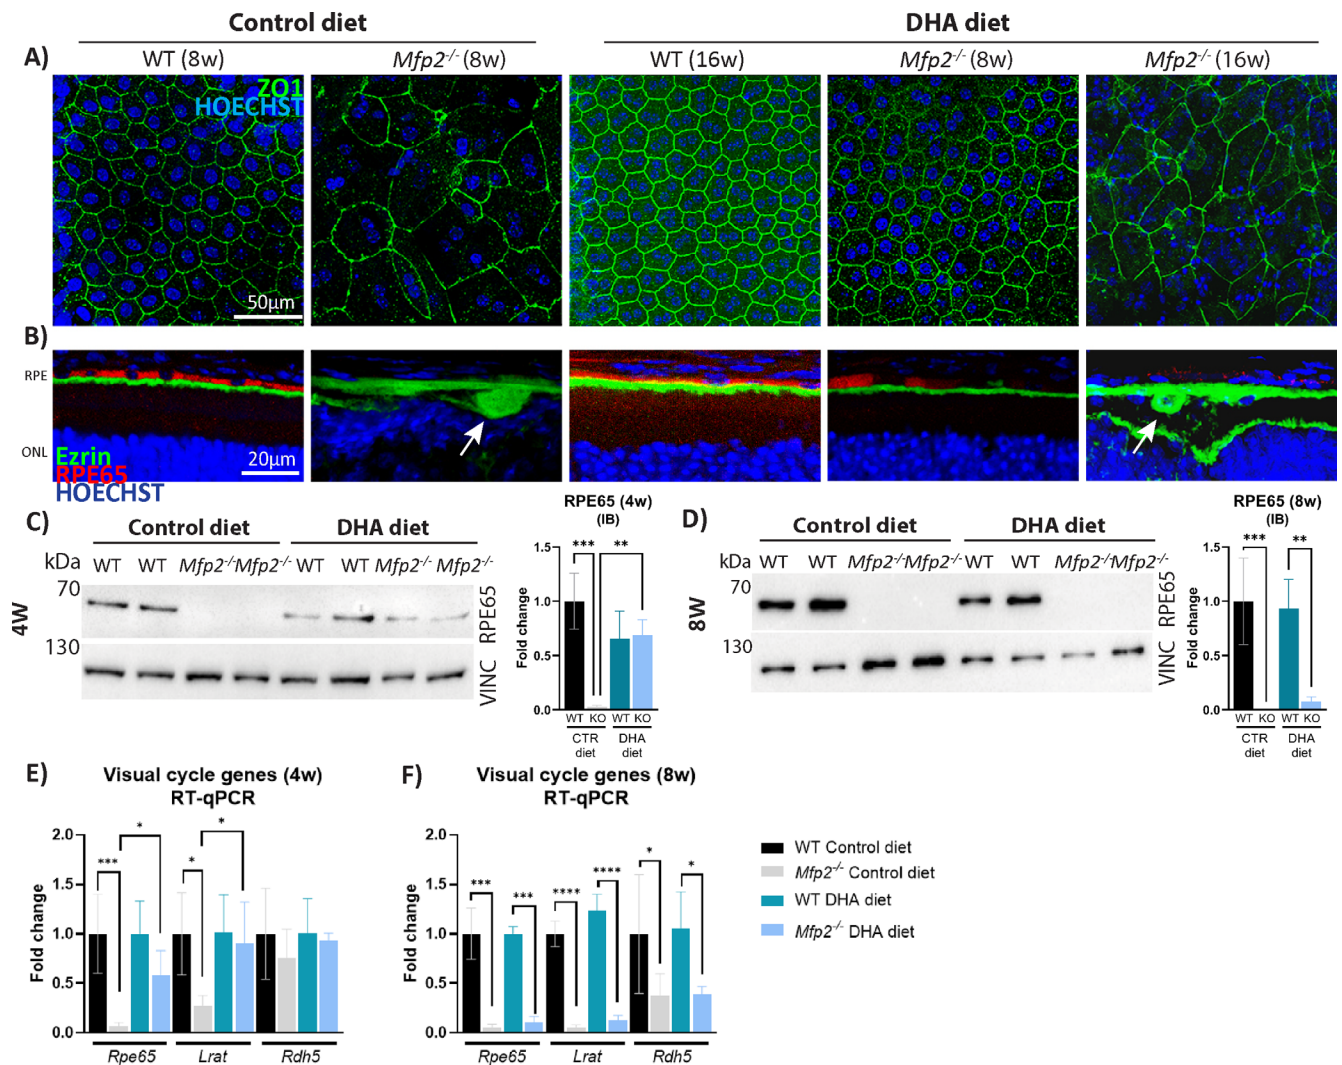 Control diet
DHA diet
A)
WT (8w)
Mfp2-/- (8w)
WT (16w)
Mfp2-/- (8w)
Mfp2-/- (16w)
ZO1
HOECHST
50μm
B)
RPE
ONL
Ezrin
RPE65
HOECHST
20μm
C)
Control diet
DHA diet
kDa
WT
WT
Mfp2-/-
Mfp2-/-
WT
WT
Mfp2-/-
Mfp2-/-
70
130
4W
RPE65
VINC
RPE65 (4w)
(IB)
***
**
Fold change
1.5
1.0
0.5
0.0
WT KO WT KO
CTR diet
DHA diet
D)
Control diet
DHA diet
kDa
WT
WT
Mfp2-/-
Mfp2-/-
WT
WT
Mfp2-/-
Mfp2-/-
70
130
8W
RPE65
VINC
RPE65 (8w)
(IB)
***
**
Fold change
1.5
1.0
0.5
0.0
WT KO WT KO
CTR diet
DHA diet
E)
Visual cycle genes (4w)
RT-qPCR
Fold change
2.0
1.5
1.0
0.5
0.0
***
*
*
*
Rpe65
Lrat
Rdh5
F)
Visual cycle genes (8w)
RT-qPCR
Fold change
2.0
1.5
1.0
0.5
0.0
***
***
****
****
*
*
Rpe65
Lrat
Rdh5
WT Control diet
Mfp2-/- Control diet
WT DHA diet
Mfp2-/- DHA diet